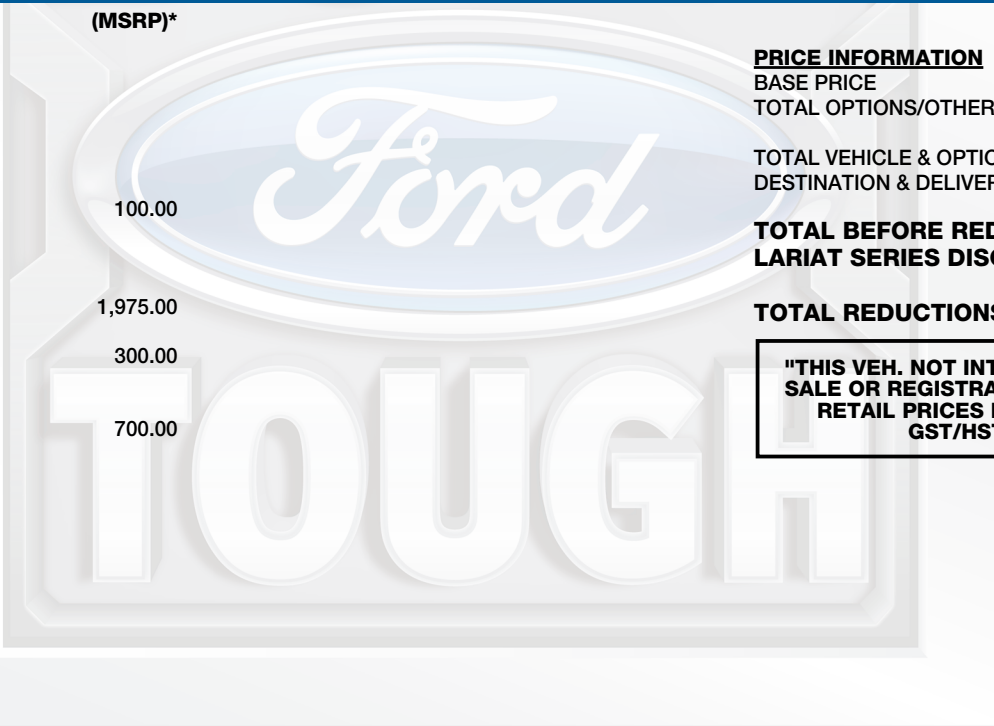 (MSRP)*
100.00
1,975.00
300.00
700.00
Ford
TOUGH
PRICE INFORMATION
BASE PRICE
TOTAL OPTIONS/OTHER
TOTAL VEHICLE & OPTIO
DESTINATION & DELIVER
TOTAL BEFORE RED
LARIAT SERIES DISC
TOTAL REDUCTIONS
"THIS VEH. NOT INT
SALE OR REGISTRA
RETAIL PRICES
GST/HST